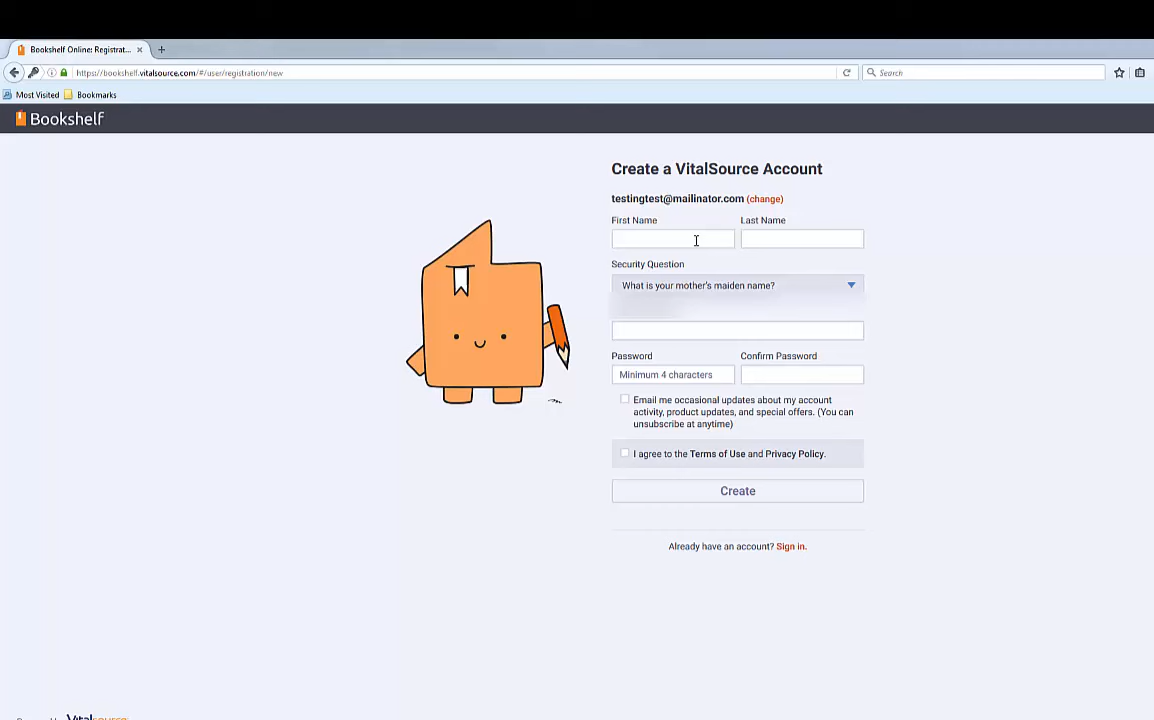 Bookshelf Online: Registrat...
https://bookshelf.vitalsource.com/#/user/registration/new
Search
Most Visited Bookmarks
Bookshelf
Create a VitalSource Account
testingtest@mailinator.com (change)
First Name Last Name
Security Question
What is your mother's maiden name?
Password Confirm Password
Minimum 4 characters
Email me occasional updates about my account
activity, product updates, and special offers. (You can
unsubscribe at anytime)
I agree to the Terms of Use and Privacy Policy.
Create
Already have an account? Sign in.